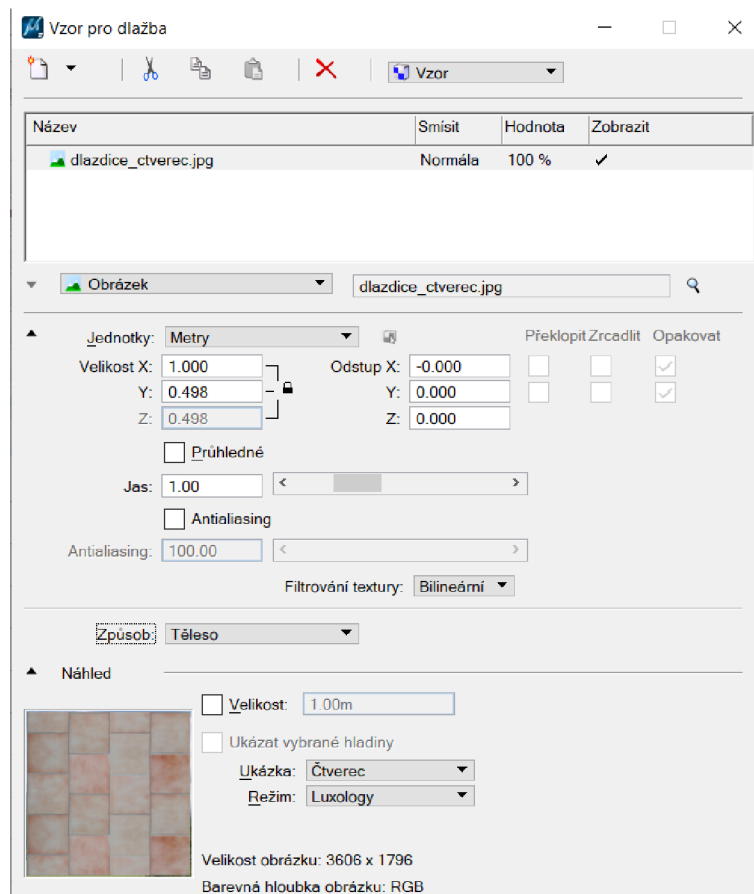 Vzor pro dlažba
Vzor
Název Smísit Hodnota Zobrazit
dlazdice_ctverec.jpg Normála 100 %
Obrázek dlazdice_ctverec.jpg
Jednotky: Metry Překlopit Zrcadlit Opakovat
Velikost X: 1.000 Odstup X: -0.000
Y: 0.498 Y: 0.000
Z: 0.498 Z: 0.000
Průhledné
Jas: 1.00
Antialiasing
Antialiasing: 100.00
Filtrování textury: Bilineární
Způsob: Těleso
Náhled
Velikost: 1.00m
Ukázat vybrané hladiny
Ukázka: Čtverec
Režim: Luxology
Velikost obrázku: 3606 x 1796
Barevná hloubka obrázku: RGB